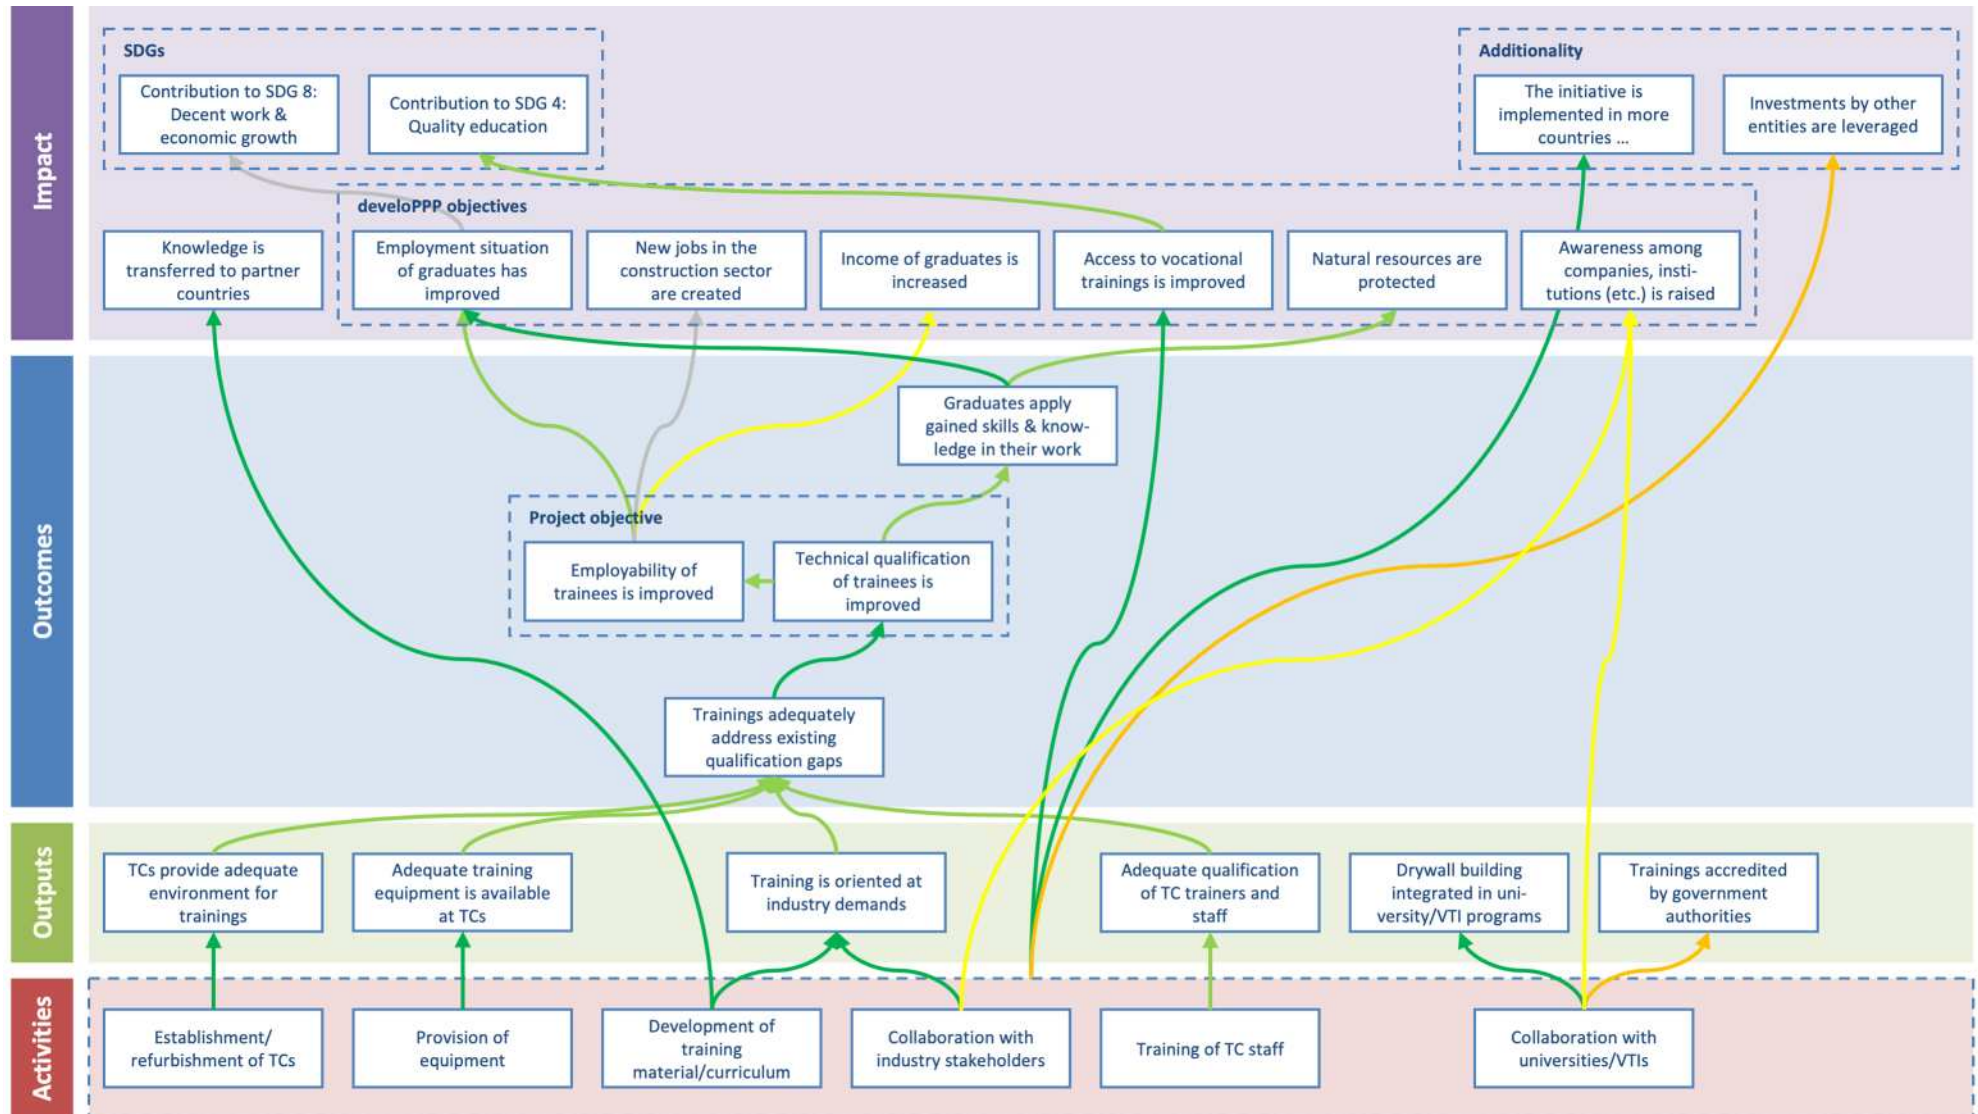 Impact
SDGs
Contribution to SDG 8:
Decent work &
economic growth
Contribution to SDG 4:
Quality education
Additionality
The initiative is
implemented in more
countries ...
Investments by other
entities are leveraged
develoPPP objectives
Knowledge is
transferred to partner
countries
Employment situation
of graduates has
improved
New jobs in the
construction sector
are created
Income of graduates is
increased
Access to vocational
trainings is improved
Natural resources are
protected
Awareness among
companies, insti-
tutions (etc.) is raised
Outcomes
Graduates apply
gained skills & know-
ledge in their work
Project objective
Employability of
trainees is improved
Technical qualification
of trainees is
improved
Trainings adequately
address existing
qualification gaps
Outputs
TCs provide adequate
environment for
trainings
Adequate training
equipment is available
at TCs
Training is oriented at
industry demands
Adequate qualification
of TC trainers and
staff
Drywall building
integrated in uni-
versity/VTI programs
Trainings accredited
by government
authorities
Activities
Establishment/
refurbishment of TCs
Provision of
equipment
Development of
training
material/curriculum
Collaboration with
industry stakeholders
Training of TC staff
Collaboration with
universities/VTIs